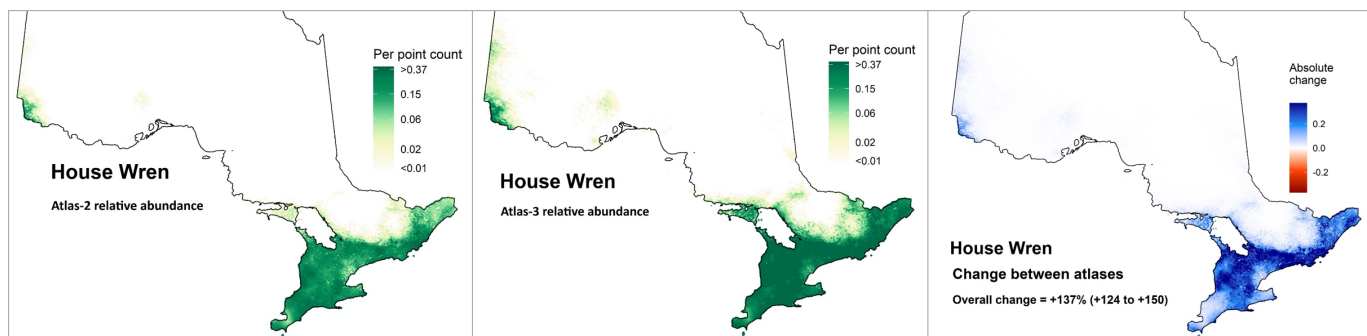 Per point count
>0.37
0.15
0.06
0.02
<0.01
House Wren
Atlas-2 relative abundance
Per point count
>0.37
0.15
0.06
0.02
<0.01
House Wren
Atlas-3 relative abundance
Absolute
change
0.2
0.0
-0.2
House Wren
Change between atlases
Overall change = +137% (+124 to +150)